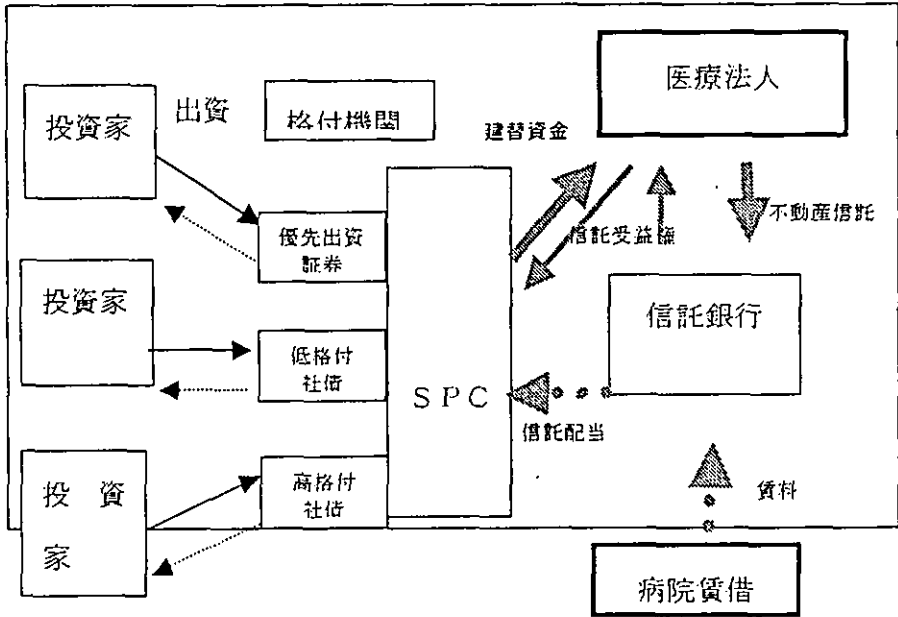 医療法人
投資家
出資
格付機関
建替資金
不動産信託
優先出資
証券
信託受益権
投資家
信託銀行
低格付
社債
SPC
信託配当
投資
家
高格付
社債
賃料
病院賃借